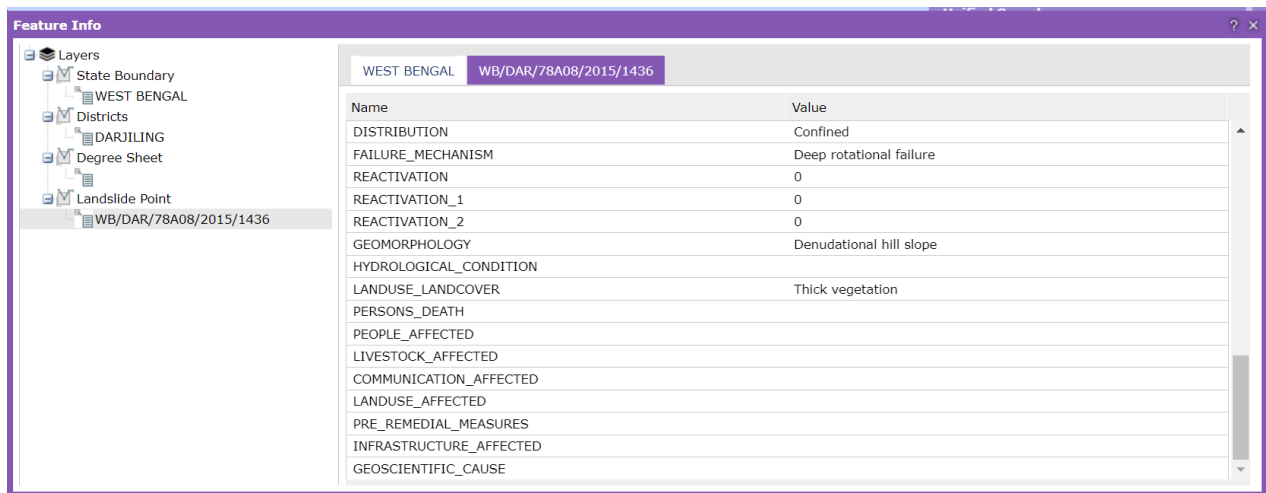 Feature Info
? ×
Layers
State Boundary
WEST BENGAL
Districts
DARJILING
Degree Sheet
Landslide Point
WB/DAR/78A08/2015/1436
WEST BENGAL WB/DAR/78A08/2015/1436
Name Value
DISTRIBUTION Confined
FAILURE_MECHANISM Deep rotational failure
REACTIVATION 0
REACTIVATION_1 0
REACTIVATION_2 0
GEOMORPHOLOGY Denudational hill slope
HYDROLOGICAL_CONDITION
LANDUSE_LANDCOVER Thick vegetation
PERSONS_DEATH
PEOPLE_AFFECTED
LIVESTOCK_AFFECTED
COMMUNICATION_AFFECTED
LANDUSE_AFFECTED
PRE_REMEDIAL_MEASURES
INFRASTRUCTURE_AFFECTED
GEOSCIENTIFIC_CAUSE